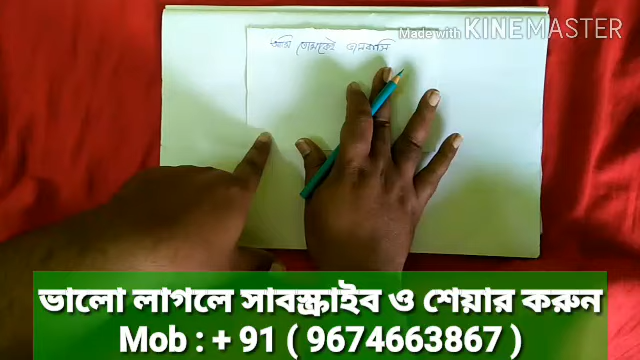 Made with KINEMASTER
আমি তোমাকেই ভালবাসি
ভালো লাগলে সাবস্ক্রাইব ও শেয়ার করুন
Mob : + 91 ( 9674663867 )